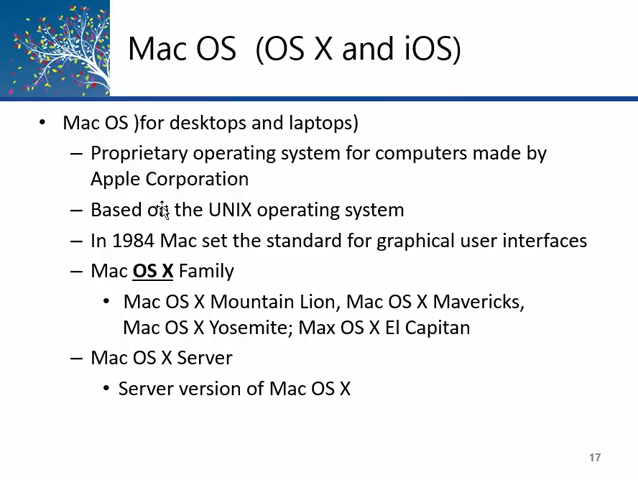 Mac OS (OS X and iOS)
• Mac OS )for desktops and laptops)
– Proprietary operating system for computers made by
Apple Corporation
– Based on the UNIX operating system
– In 1984 Mac set the standard for graphical user interfaces
– Mac OS X Family
• Mac OS X Mountain Lion, Mac OS X Mavericks,
Mac OS X Yosemite; Max OS X El Capitan
– Mac OS X Server
• Server version of Mac OS X
17